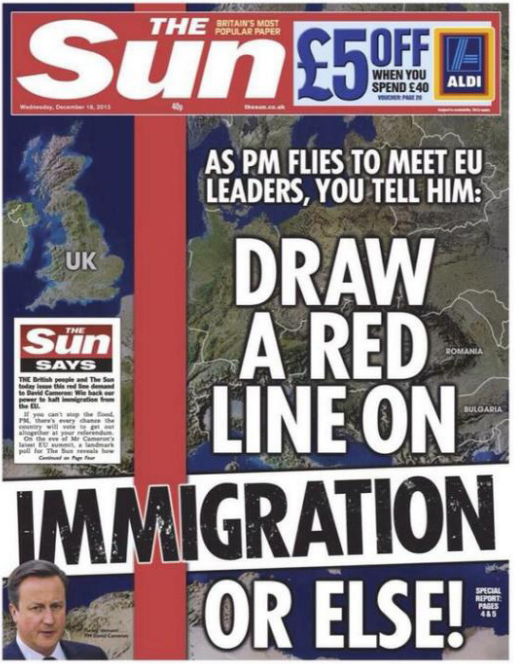 THE
Sun
BRITAIN'S MOST
POPULAR PAPER
Wednesday, December 18, 2013
40p
thesun.co.uk
£5 OFF
WHEN YOU
SPEND £40
VOUCHER: PAGE 20
ALDI
AS PM FLIES TO MEET EU
LEADERS, YOU TELL HIM:
DRAW
A RED
LINE ON
IMMIGRATION
OR ELSE!
UK
ROMANIA
BULGARIA
THE
Sun
SAYS
THE British people and The Sun
today issue this red line demand
to David Cameron: Win back our
power to halt immigration from
the EU.
If you can't stop the flood,
PM, there's every chance the
country will vote to get out
altogether at your referendum.
On the eve of Mr Cameron's
latest EU summit, a landmark
poll for The Sun reveals how
Continued on Page Four
PM David Cameron
SPECIAL
REPORT:
PAGES
4 & 5